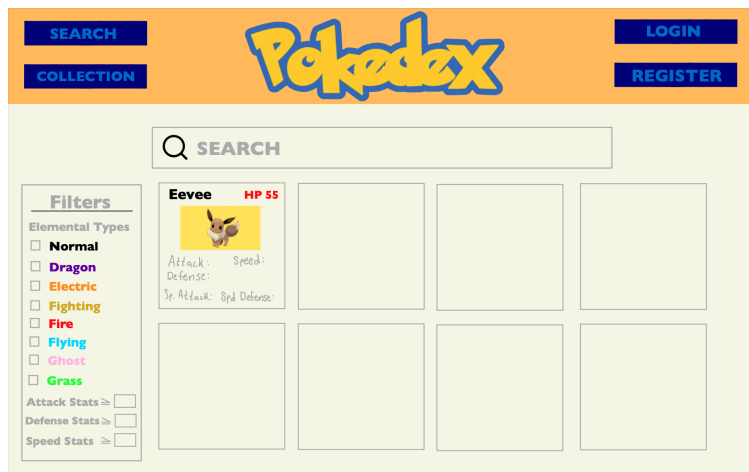 SEARCH
COLLECTION
Pokedex
LOGIN
REGISTER
SEARCH
Filters
Elemental Types
Normal
Dragon
Electric
Fighting
Fire
Flying
Ghost
Grass
Attack Stats ≥
Defense Stats ≥
Speed Stats ≥
Eevee HP 55
Attack: Speed:
Defense:
Sp. Attack: Spd Defense: